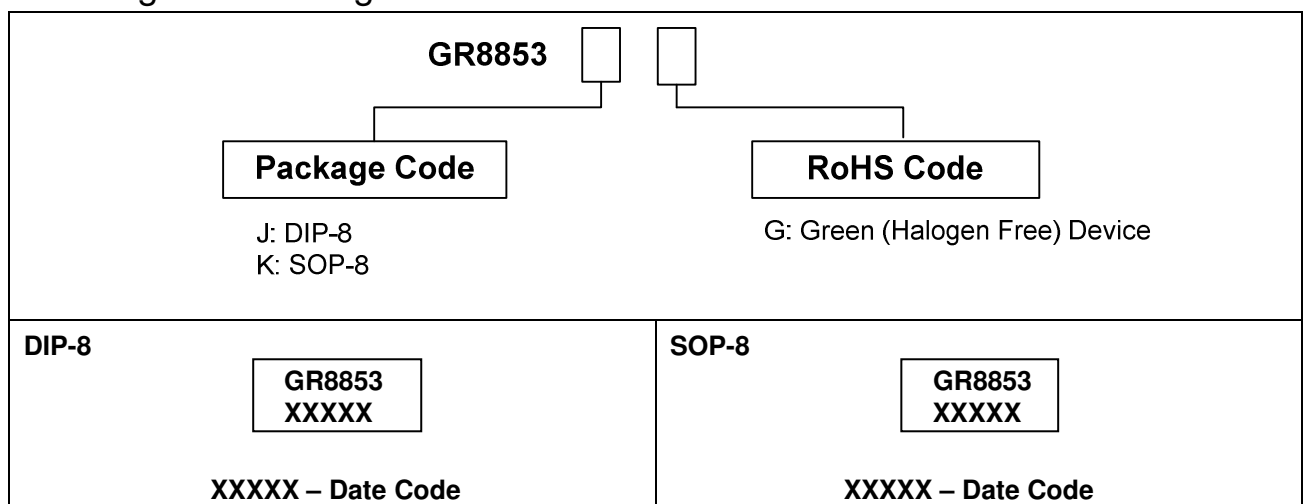 GR8853
Package Code
RoHS Code
J: DIP-8
K: SOP-8
G: Green (Halogen Free) Device
DIP-8
GR8853
XXXXX
XXXXX – Date Code
SOP-8
GR8853
XXXXX
XXXXX – Date Code